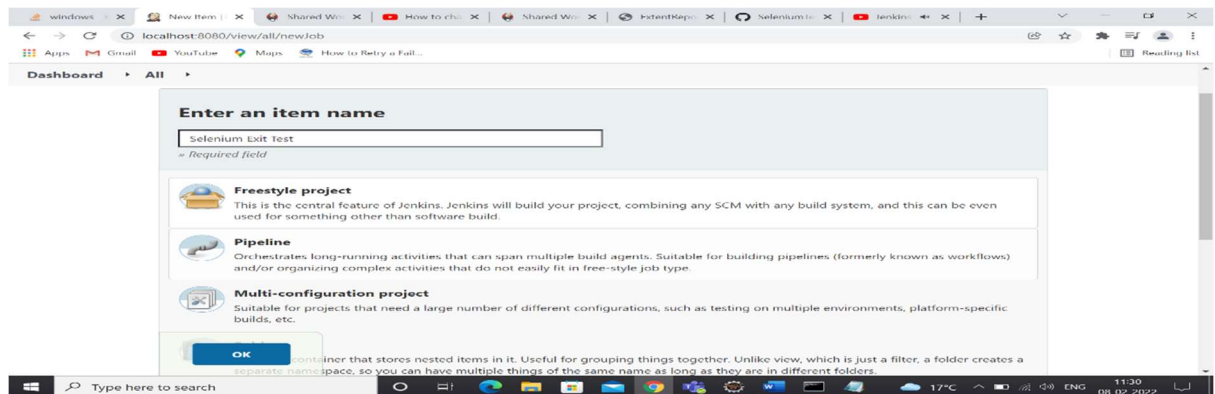 windows
New Item
Shared Wo
How to ch
Shared Wo
ExtentRepo
Selenium
Jenkins
localhost:8080/view/all/newJob
Apps
Gmail
YouTube
Maps
How to Retry a Fail...
Reading list
Dashboard
All
Enter an item name
Selenium Exit Test
» Required field
Freestyle project
This is the central feature of Jenkins. Jenkins will build your project, combining any SCM with any build system, and this can be even
used for something other than software build.
Pipeline
Orchestrates long-running activities that can span multiple build agents. Suitable for building pipelines (formerly known as workflows)
and/or organizing complex activities that do not easily fit in free-style job type.
Multi-configuration project
Suitable for projects that need a large number of different configurations, such as testing on multiple environments, platform-specific
builds, etc.
OK
container that stores nested items in it. Useful for grouping things together. Unlike view, which is just a filter, a folder creates a
separate namespace, so you can have multiple things of the same name as long as they are in different folders.
Type here to search
17°C
ENG
11:30
08-02-2022